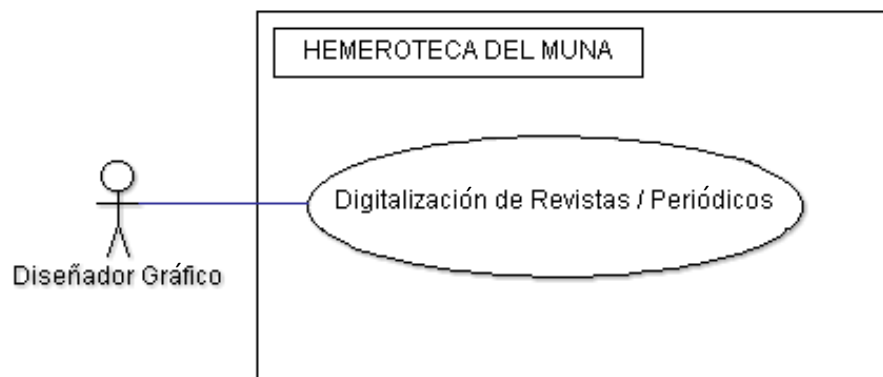 HEMEROTECA DEL MUNA
Digitalización de Revistas / Periódicos
Diseñador Gráfico